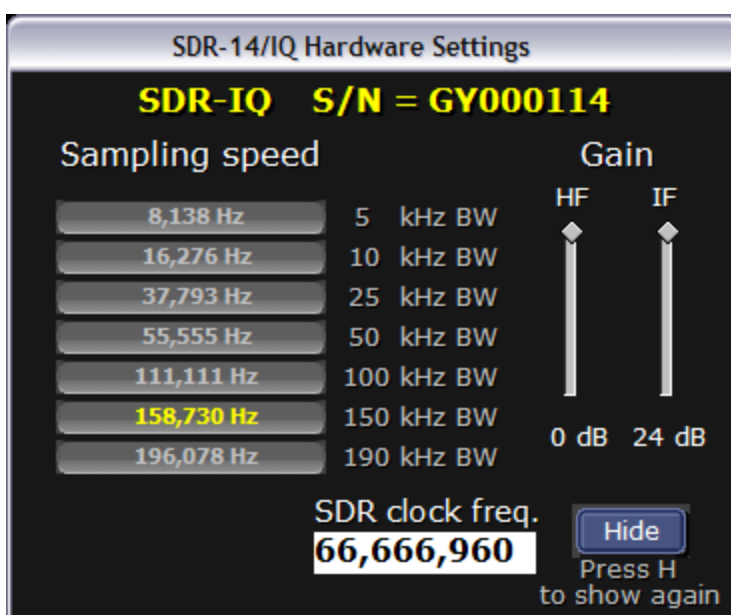 SDR-14/IQ Hardware Settings
SDR-IQ S/N = GY000114
Sampling speed
Gain
HF IF
8,138 Hz 5 kHz BW
16,276 Hz 10 kHz BW
37,793 Hz 25 kHz BW
55,555 Hz 50 kHz BW
111,111 Hz 100 kHz BW
158,730 Hz 150 kHz BW
196,078 Hz 190 kHz BW
0 dB 24 dB
SDR clock freq.
66,666,960
Hide
Press H
to show again